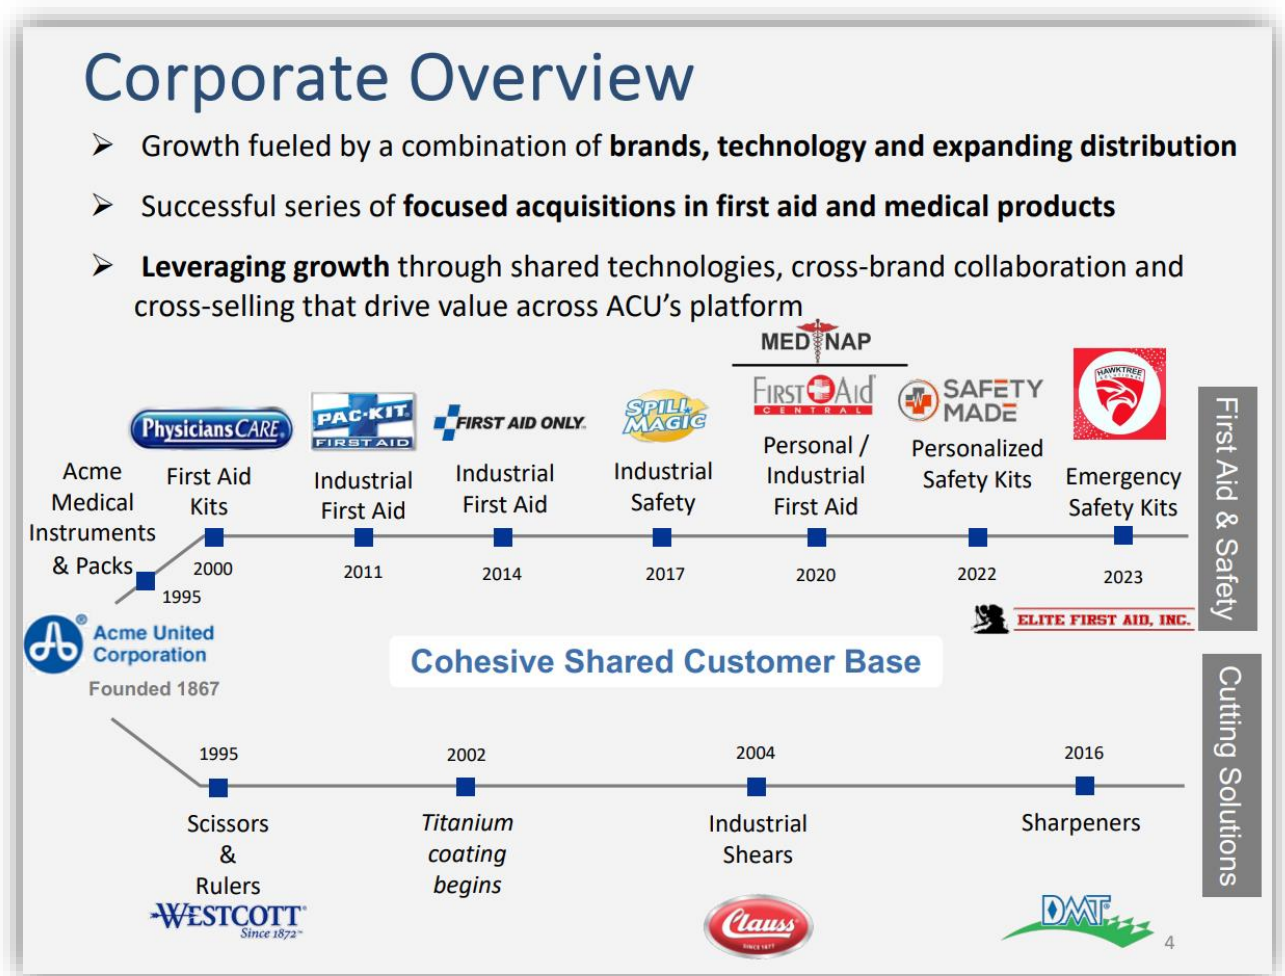 Corporate Overview
➢ Growth fueled by a combination of brands, technology and expanding distribution
➢ Successful series of focused acquisitions in first aid and medical products
➢ Leveraging growth through shared technologies, cross-brand collaboration and
cross-selling that drive value across ACU's platform
Acme
Medical
Instruments
& Packs
1995
PhysiciansCARE®
First Aid
Kits
2000
PAC-KIT®
FIRST AID
Industrial
First Aid
2011
FIRST AID ONLY
Industrial
First Aid
2014
SPILL
MAGIC
Industrial
Safety
2017
MED NAP
FIRST AID
CENTRAL
Personal /
Industrial
First Aid
2020
SAFETY
MADE
Personalized
Safety Kits
2022
HAWKTREE
SOLUTIONS
Emergency
Safety Kits
2023
ELITE FIRST AID, INC.
First Aid & Safety
®
Acme United
Corporation
Founded 1867
Cohesive Shared Customer Base
Cutting Solutions
1995
Scissors
&
Rulers
WESTCOTT®
Since 1872™
2002
Titanium
coating
begins
2004
Industrial
Shears
Clauss
SINCE 1877
2016
Sharpeners
DMT®
4